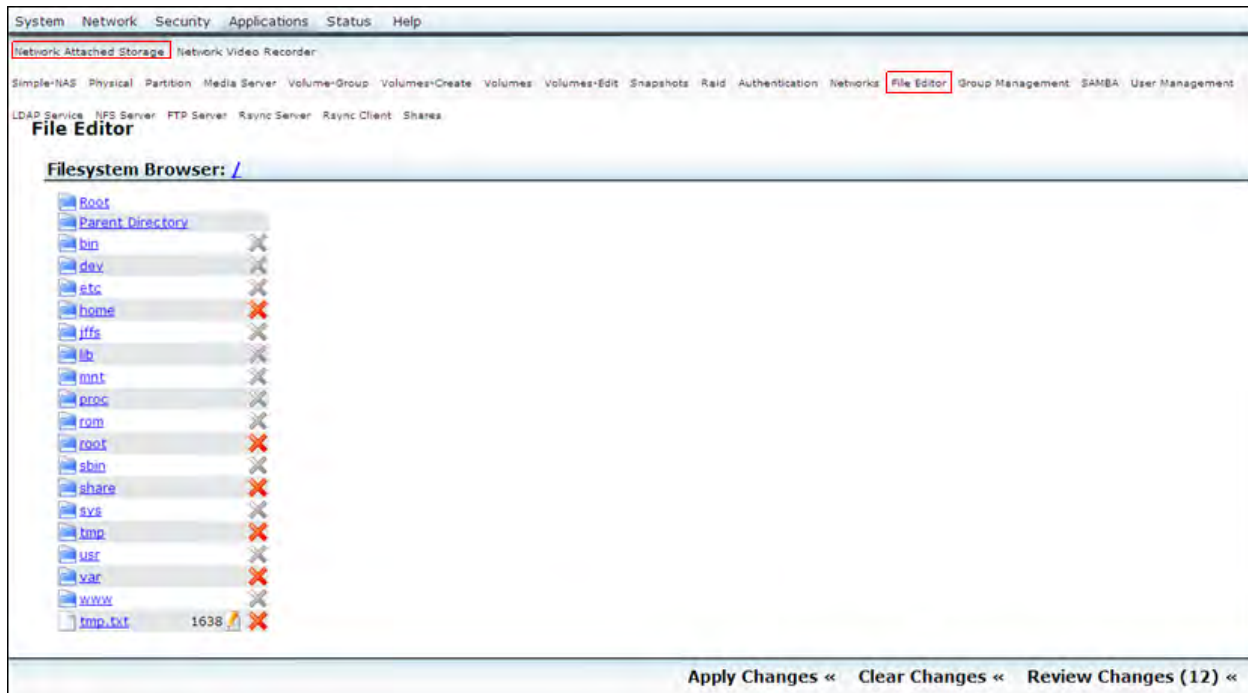 System Network Security Applications Status Help
Network Attached Storage Network Video Recorder
Simple-NAS Physical Partition Media Server Volume-Group Volumes-Create Volumes Volumes-Edit Snapshots Raid Authentication Networks File Editor Group Management SAMBA User Management
LDAP Service NFS Server FTP Server Rsync Server Rsync Client Shares
File Editor
Filesystem Browser: /
Root
Parent Directory
bin
dev
etc
home
jffs
lib
mnt
proc
rom
root
sbin
share
sys
tmp
usr
var
www
tmp.txt 1638
Apply Changes « Clear Changes « Review Changes (12) «